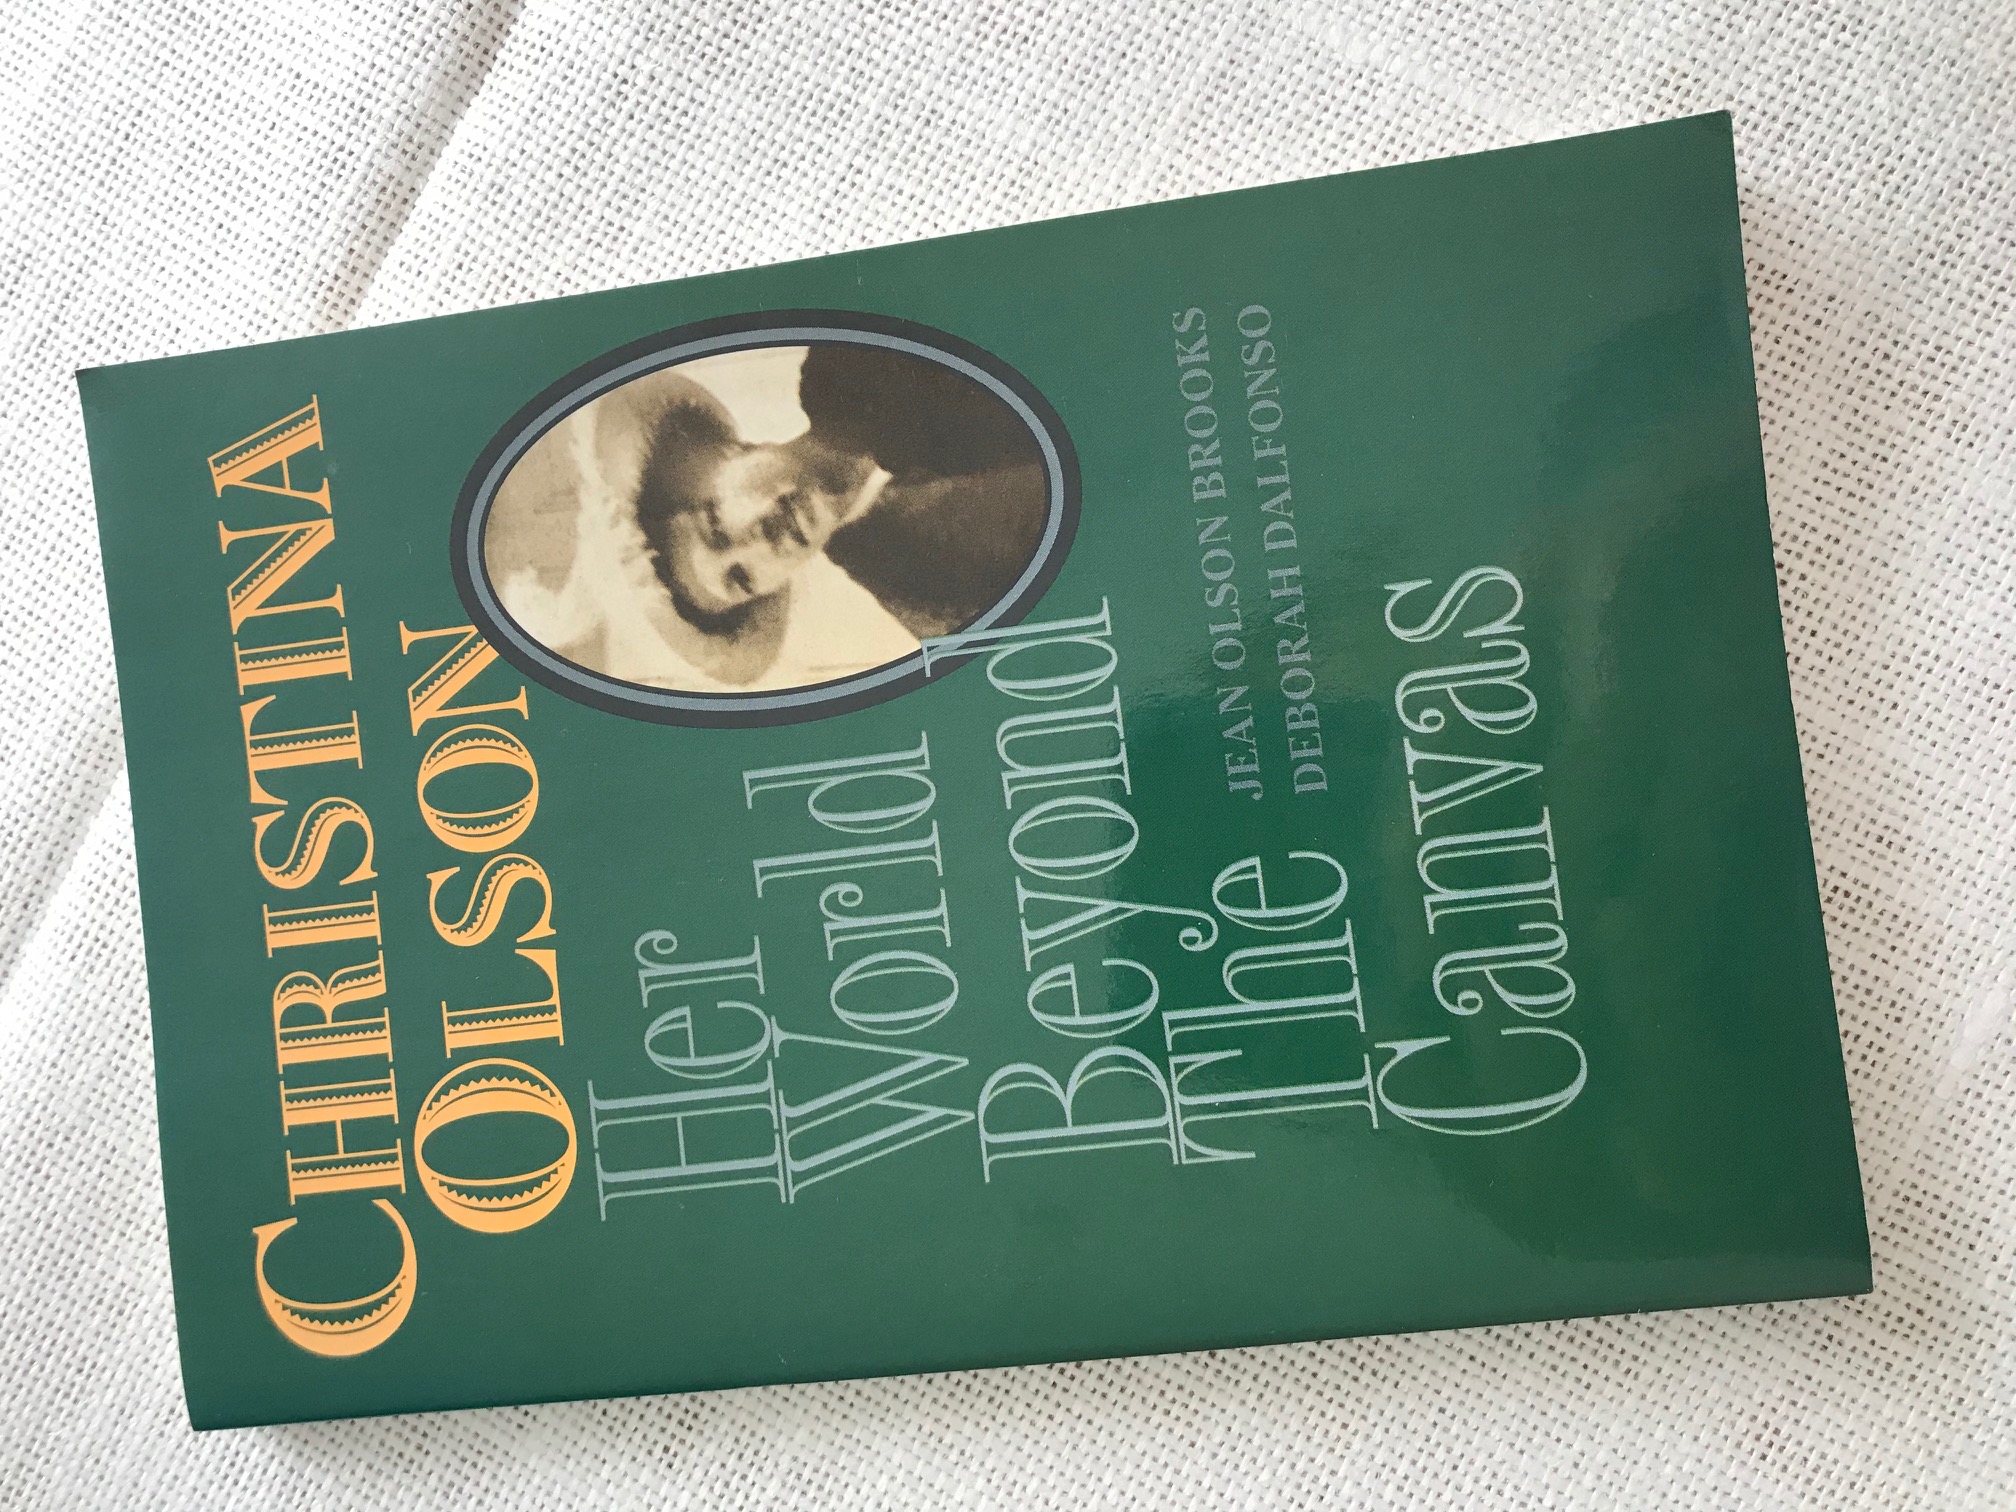 CHRISTINA
OLSON
Her
World
Beyond
The
Canvas
JEAN OLSON BROOKS
DEBORAH DALFONSO